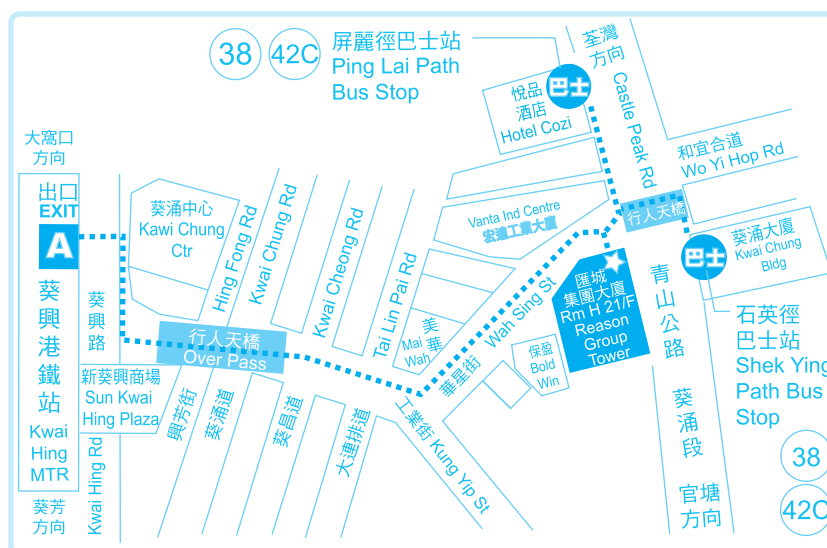 38
42C
屏麗徑巴士站
Ping Lai Path
Bus Stop
荃灣
方向
Castle Peak Rd
巴士
悅品
酒店
Hotel Cozi
和宜合道
Wo Yi Hop Rd
大窩口
方向
出口
EXIT
A
葵興港鐵站
Kwai
Hing
MTR
葵芳
方向
葵興路
Kwai Hing Rd
葵涌中心
Kawi Chung
Ctr
Hing Fong Rd
Kwai Chung Rd
Kwai Cheong Rd
Tai Lin Pai Rd
Vanta Ind Centre
宏達工業大廈
行人天橋
巴士
葵涌大廈
Kwai Chung
Bldg
行人天橋
Over Pass
新葵興商場
Sun Kwai
Hing Plaza
興芳街
葵涌道
葵昌道
大連排道
美華
Mai
Wah
Wah Sing St
華星街
工業街 Kung Yip St
保盈
Bold
Win
匯城
集團大廈
Rm H 21/F
Reason
Group
Tower
青山公路
葵涌段
官塘
方向
石英徑
巴士站
Shek Ying
Path Bus
Stop
38
42C